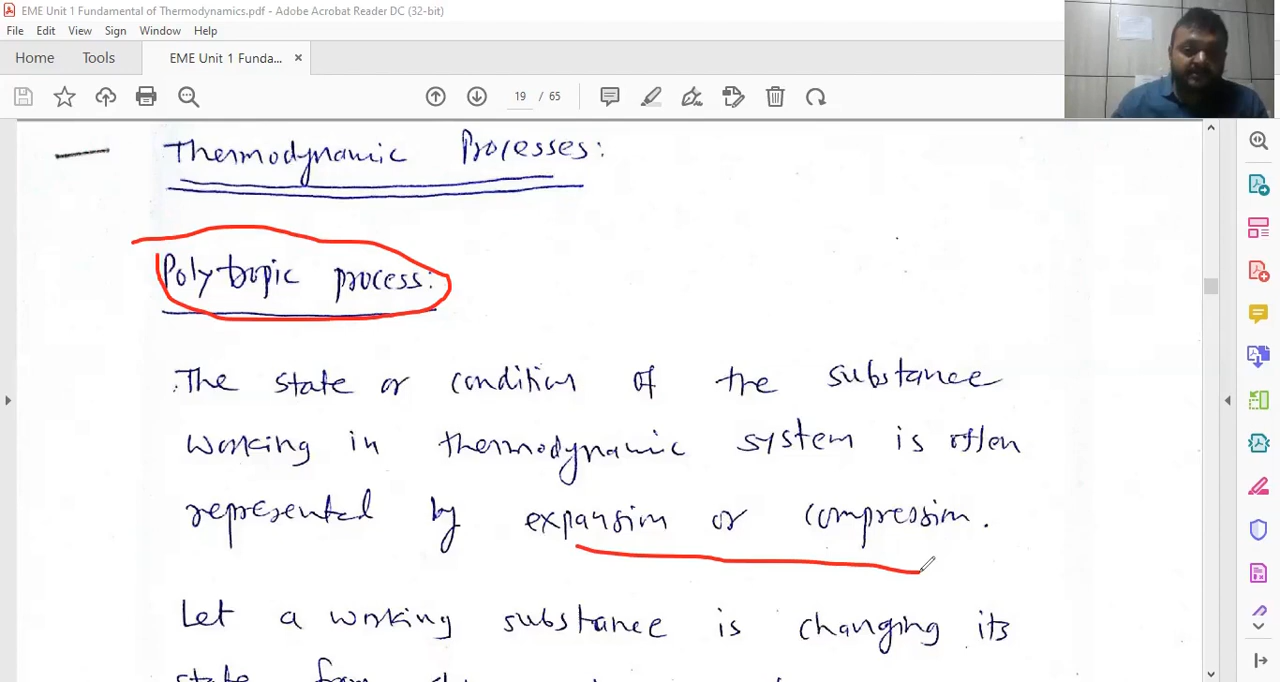 EME Unit 1 Fundamental of Thermodynamics.pdf - Adobe Acrobat Reader DC (32-bit)
File Edit View Sign Window Help
Home Tools EME Unit 1 Funda... ×
19 / 65
Thermodynamic Processes:
Polytropic process:
The state or condition of the substance
working in thermodynamic system is often
represented by expansion or compression.
Let a working substance is changing its
state from